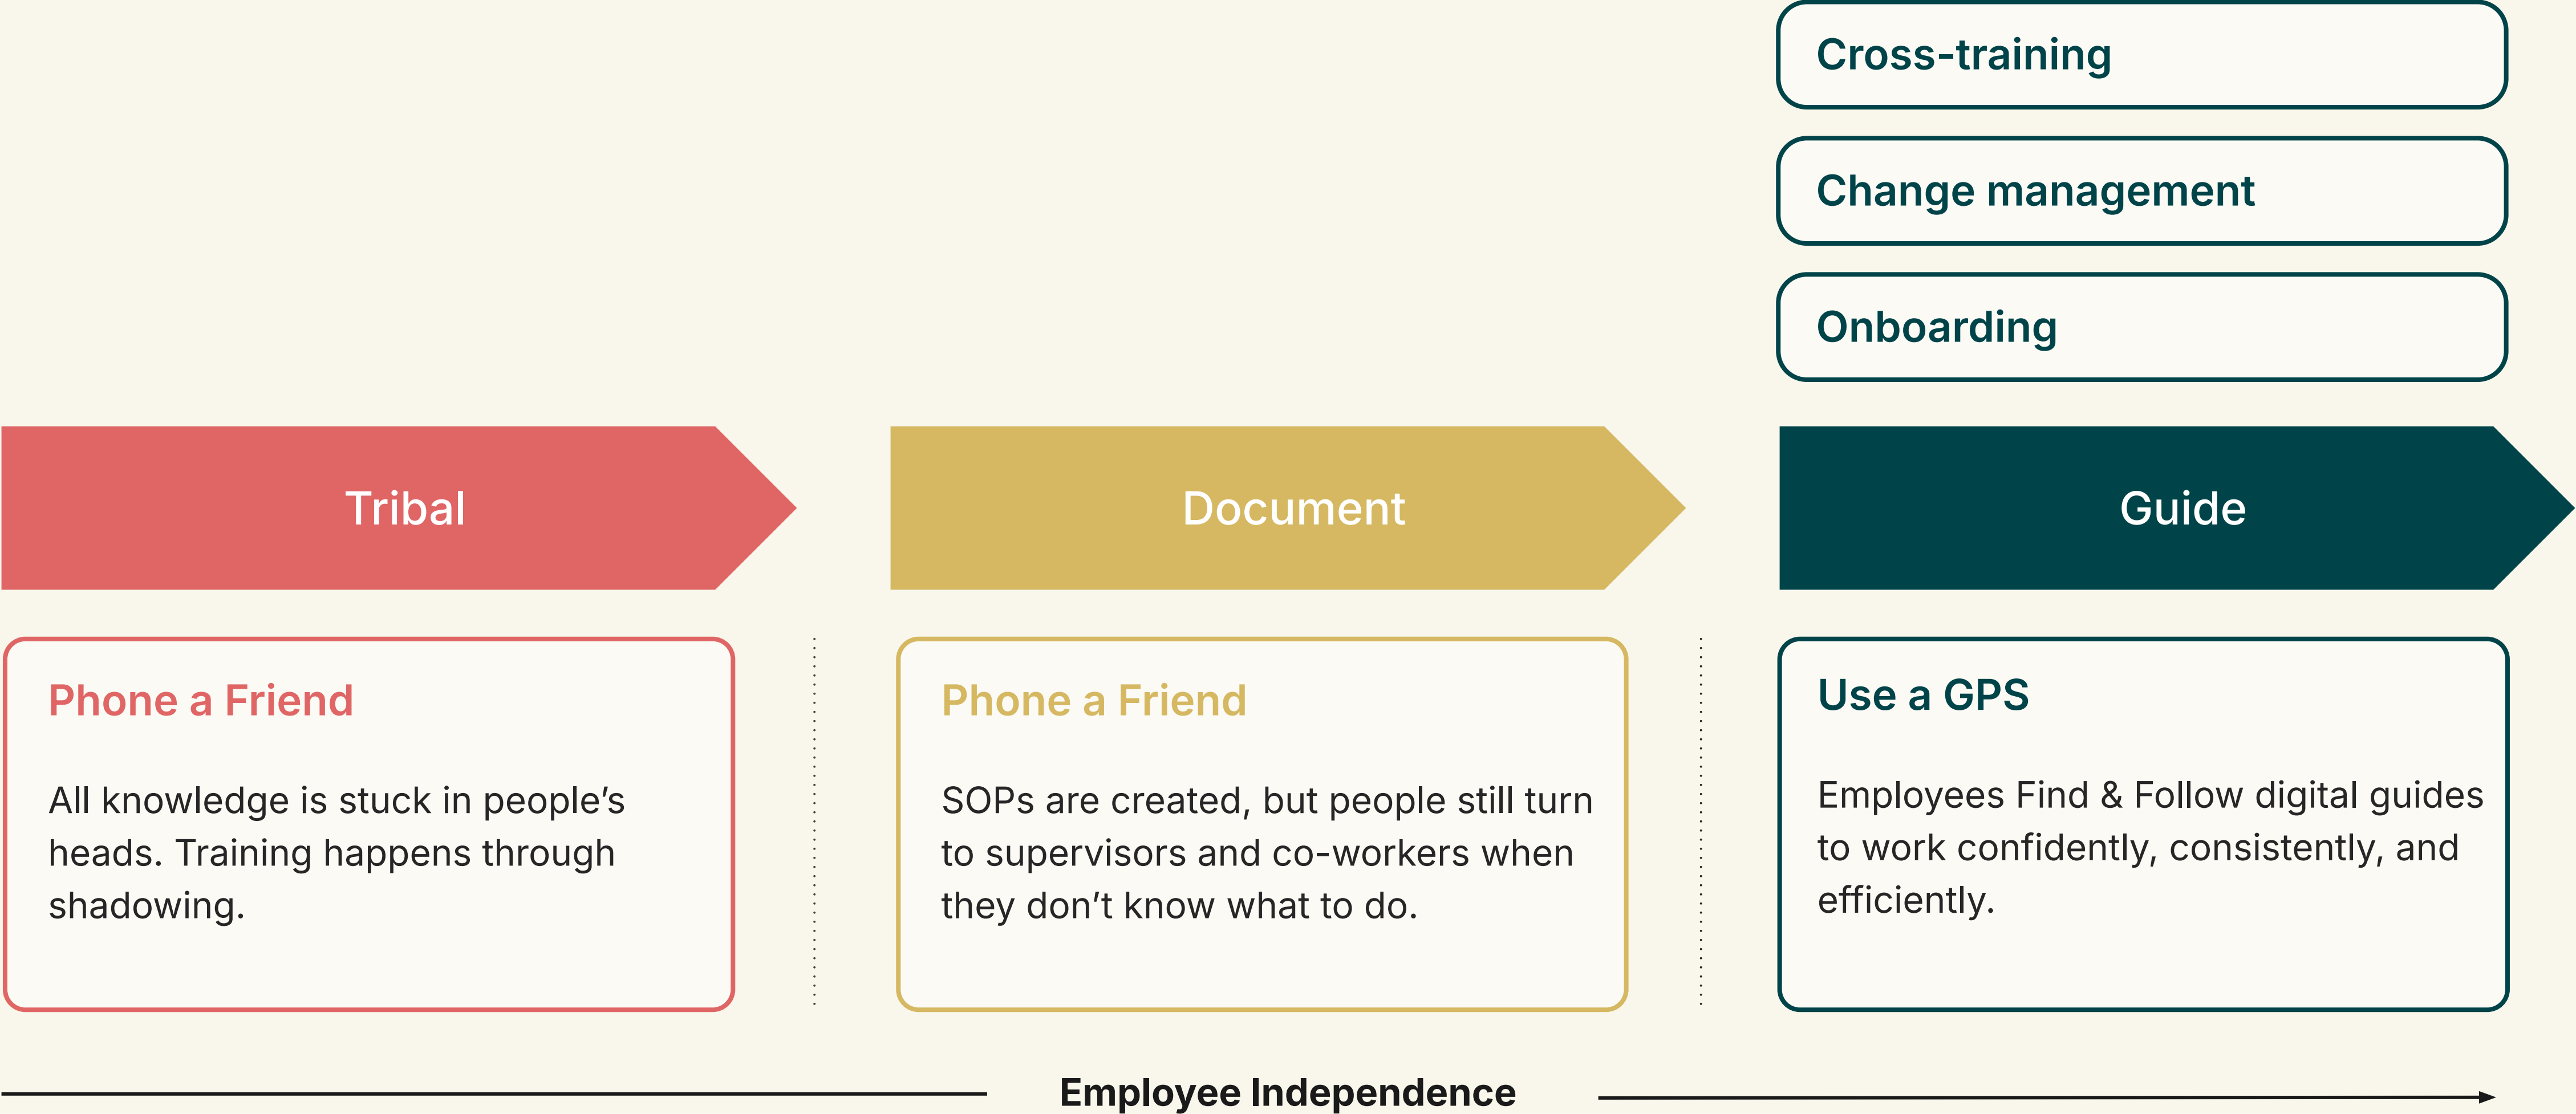 Cross-training
Change management
Onboarding
Tribal
Document
Guide
Phone a Friend
All knowledge is stuck in people’s
heads. Training happens through
shadowing.
Phone a Friend
SOPs are created, but people still turn
to supervisors and co-workers when
they don’t know what to do.
Use a GPS
Employees Find & Follow digital guides
to work confidently, consistently, and
efficiently.
Employee Independence